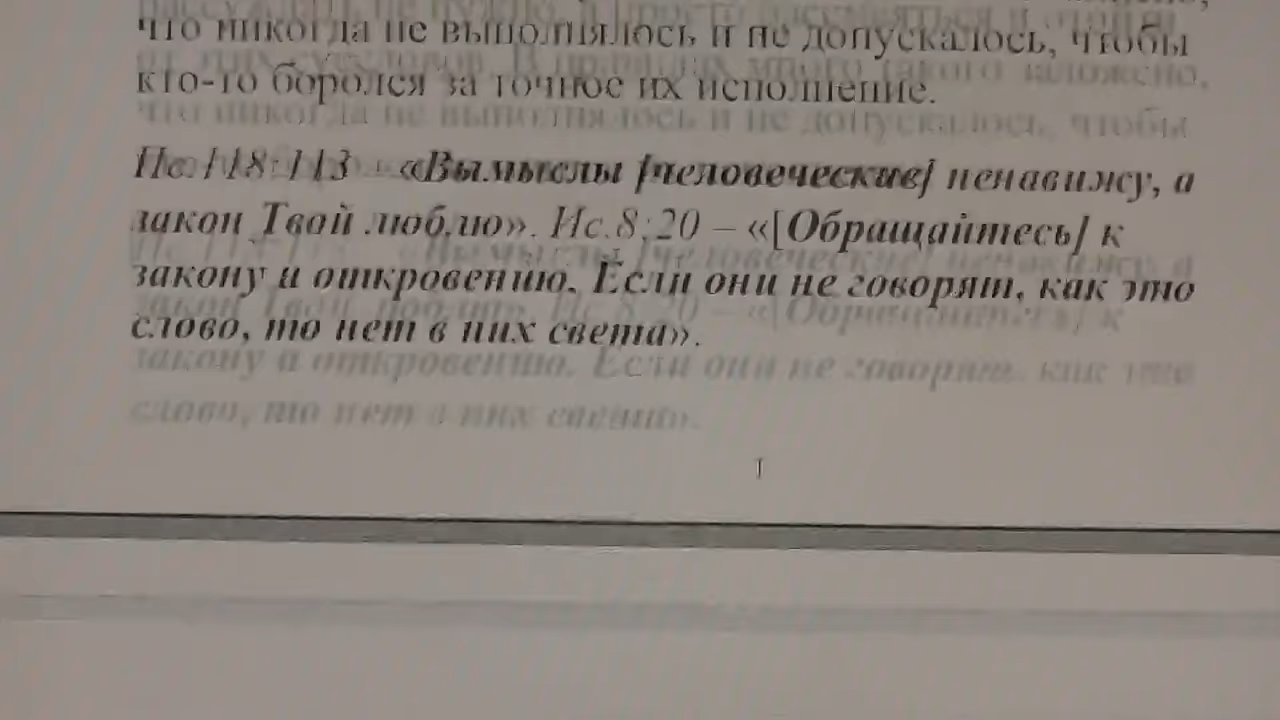 что никогда не выполнялось и не допускалось, чтобы
кто-то боролся за точное их исполнение.
Пс.118:113 – «Вымыслы [человеческие] ненавижу, а
закон Твой люблю». Ис.8:20 – «[Обращайтесь] к
закону и откровению. Если они не говорят, как это
слово, то нет в них света».